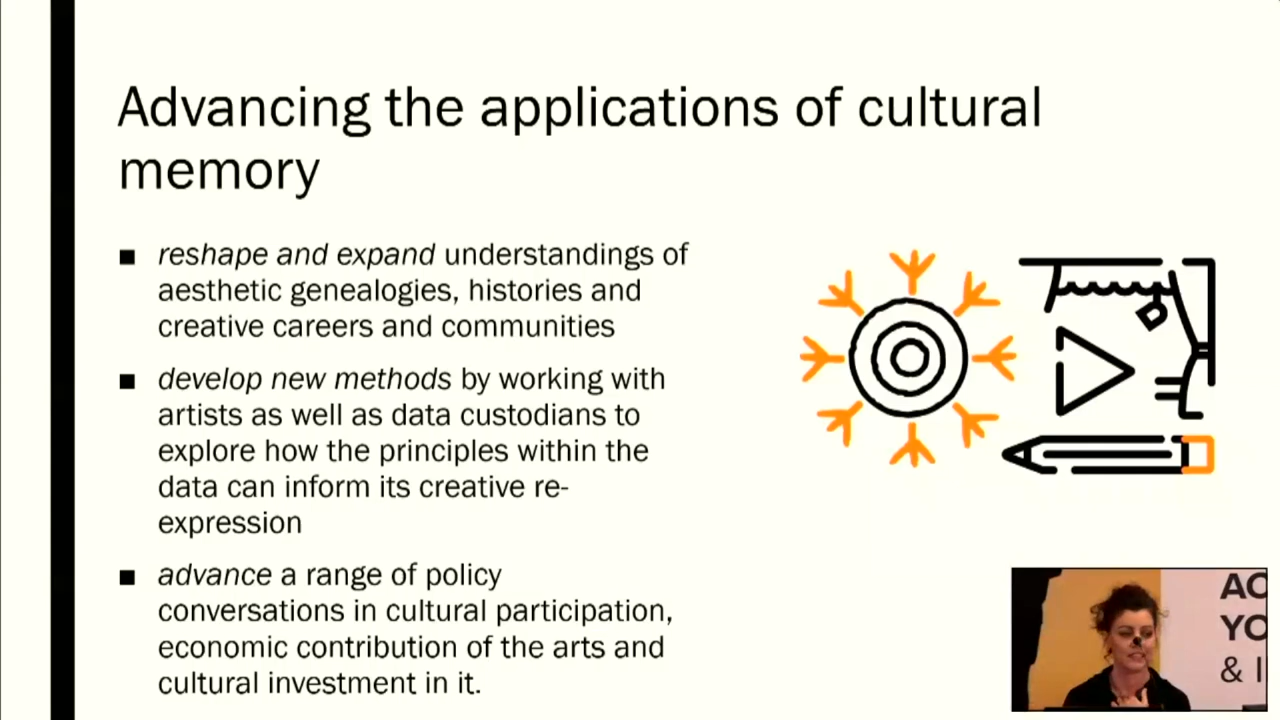 Advancing the applications of cultural
memory
■ reshape and expand understandings of
aesthetic genealogies, histories and
creative careers and communities
■ develop new methods by working with
artists as well as data custodians to
explore how the principles within the
data can inform its creative re-
expression
■ advance a range of policy
conversations in cultural participation,
economic contribution of the arts and
cultural investment in it.
AC
YO
& I